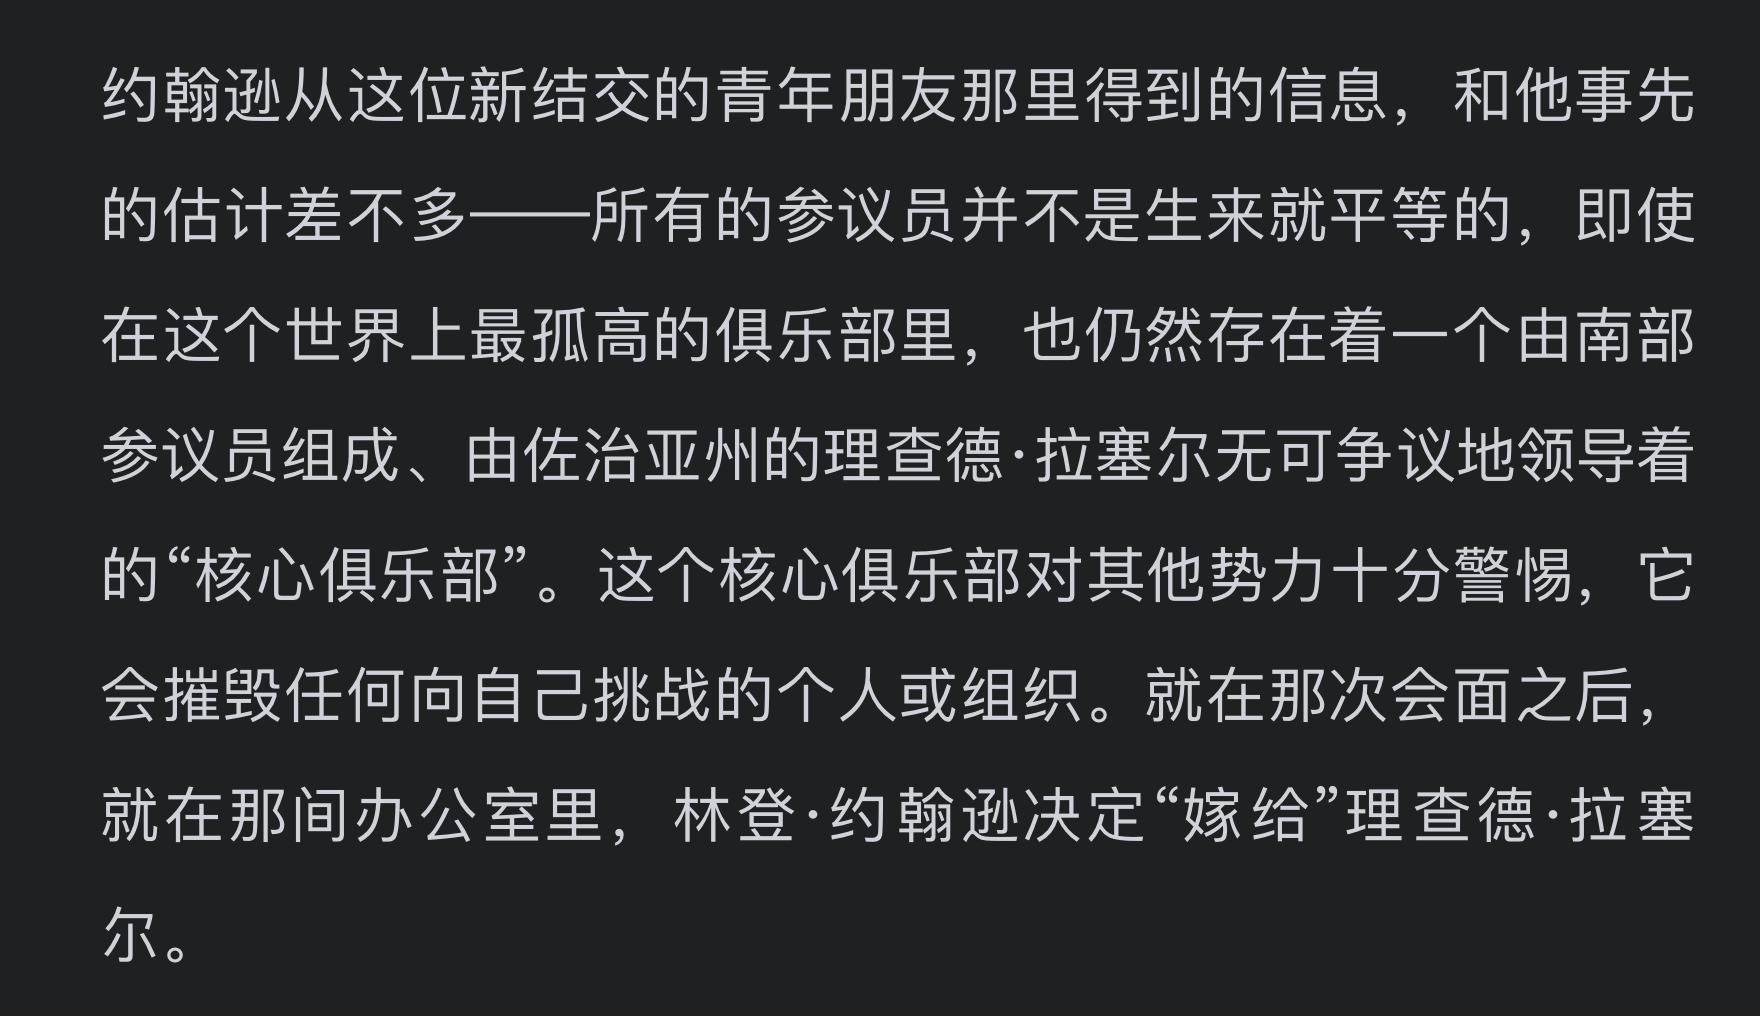 约翰逊从这位新结交的青年朋友那里得到的信息，和他事先
的估计差不多——所有的参议员并不是生来就平等的，即使
在这个世界上最孤高的俱乐部里，也仍然存在着一个由南部
参议员组成、由佐治亚州的理查德·拉塞尔无可争议地领导着
的“核心俱乐部”。这个核心俱乐部对其他势力十分警惕，它
会摧毁任何向自己挑战的个人或组织。就在那次会面之后，
就在那间办公室里，林登·约翰逊决定“嫁给”理查德·拉塞
尔。